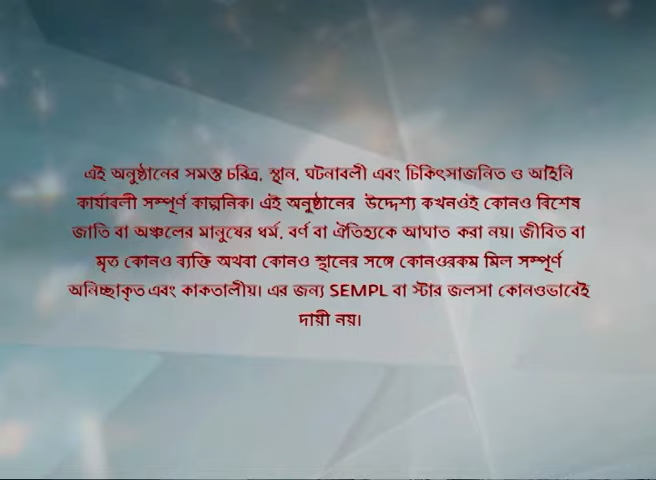 এই অনুষ্ঠানের সমস্ত চরিত্র, স্থান, ঘটনাবলী এবং চিকিৎসাজনিত ও আইনি
কার্যাবলী সম্পূর্ণ কাল্পনিক। এই অনুষ্ঠানের উদ্দেশ্য কখনওই কোনও বিশেষ
জাতি বা অঞ্চলের মানুষের ধর্ম, বর্ণ বা ঐতিহ্যকে আঘাত করা নয়। জীবিত বা
মৃত কোনও ব্যক্তি অথবা কোনও স্থানের সঙ্গে কোনওরকম মিল সম্পূর্ণ
অনিচ্ছাকৃত এবং কাকতালীয়। এর জন্য SEMPL বা স্টার জলসা কোনওভাবেই
দায়ী নয়।